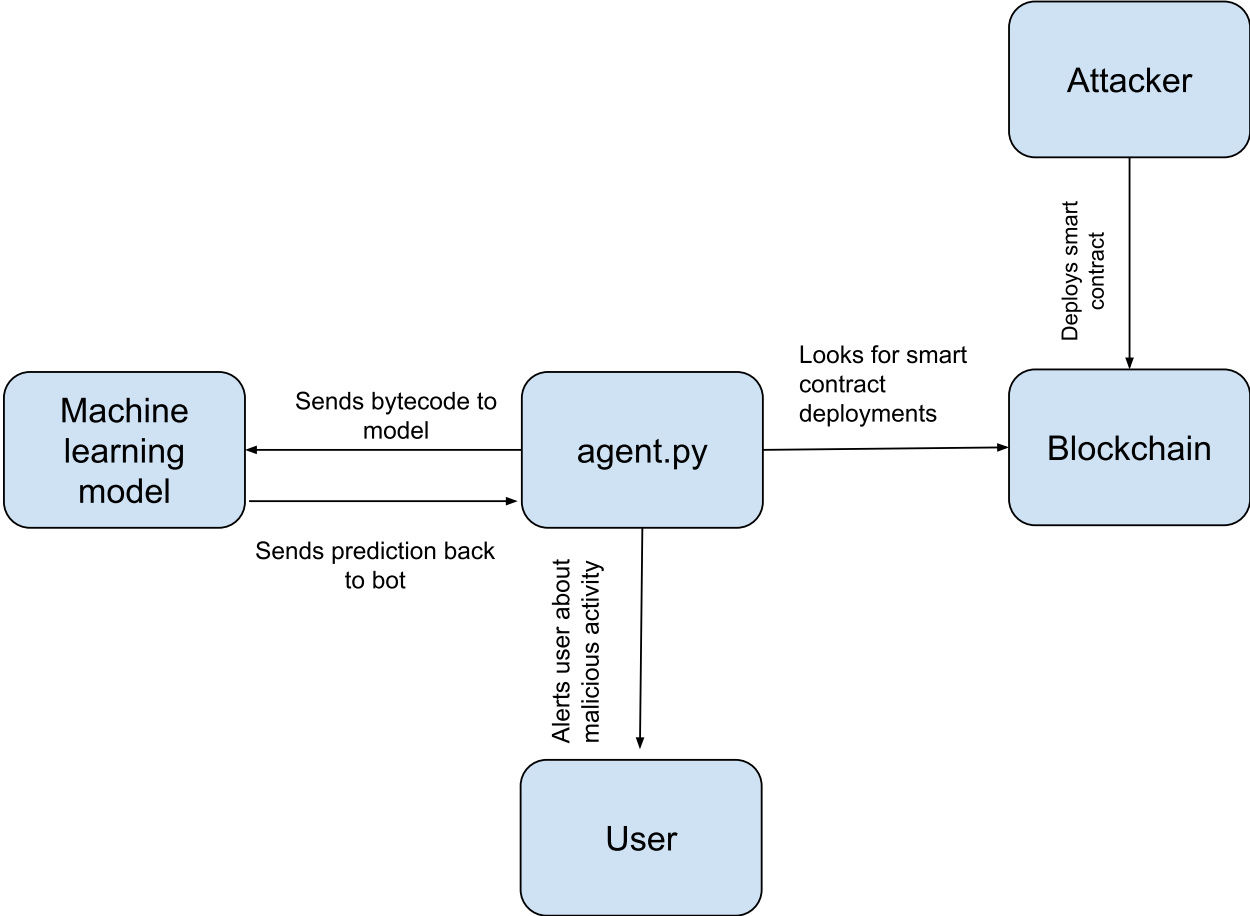 Attacker
Deploys smart
contract
Looks for smart
contract
deployments
Machine
learning
model
Sends bytecode to
model
agent.py
Blockchain
Sends prediction back
to bot
Alerts user about
malicious activity
User